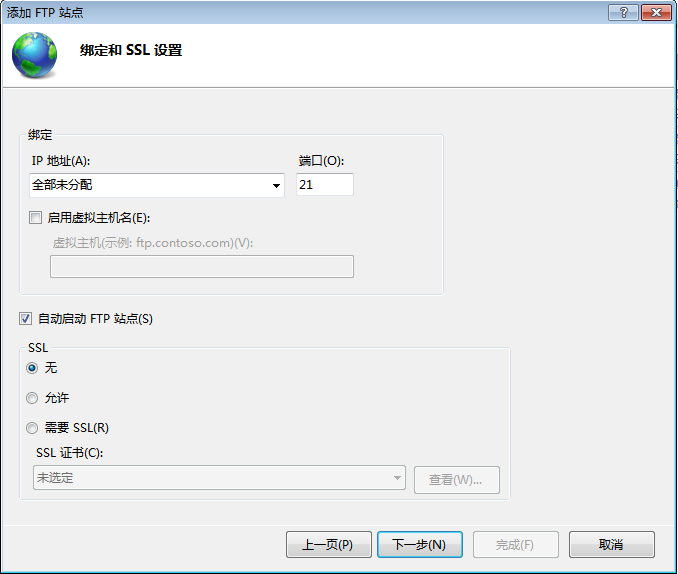 添加 FTP 站点
绑定和 SSL 设置
绑定
IP 地址(A): 端口(O):
全部未分配 21
启用虚拟主机名(E):
虚拟主机(示例: ftp.contoso.com)(V):
自动启动 FTP 站点(S)
SSL
无
允许
需要 SSL(R)
SSL 证书(C):
未选定 查看(W)...
上一页(P) 下一步(N) 完成(F) 取消